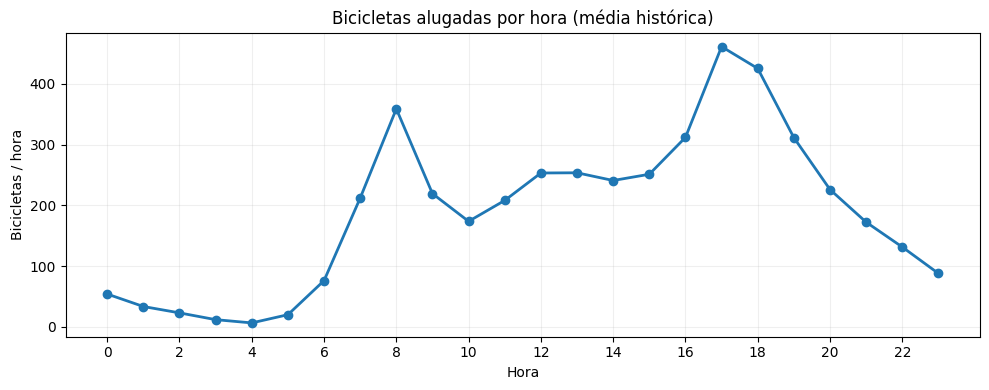 Bicicletas alugadas por hora (média histórica)
Bicicletas / hora
400
300
200
100
0
0 2 4 6 8 10 12 14 16 18 20 22
Hora